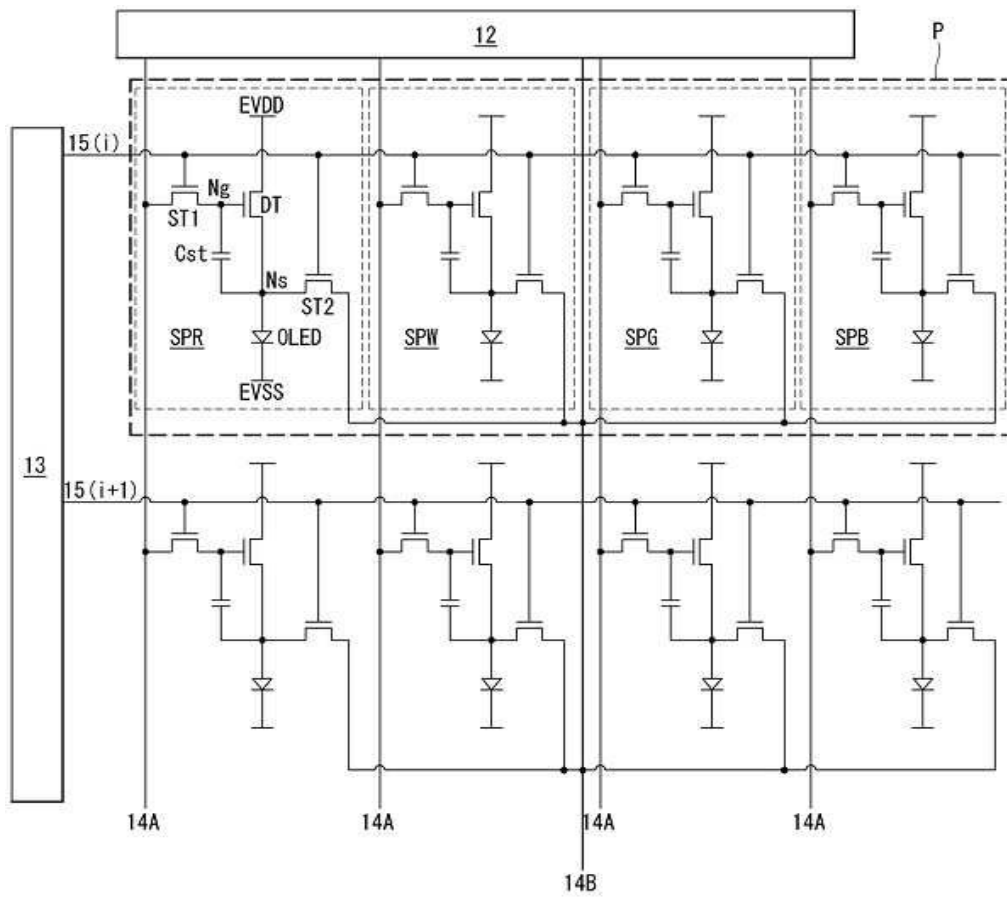 12
P
EVDD
15(i)
Ng
DT
ST1
Cst
Ns
ST2
SPR
OLED
SPW
SPG
SPB
EVSS
13
15(i+1)
14A
14A
14A
14A
14B